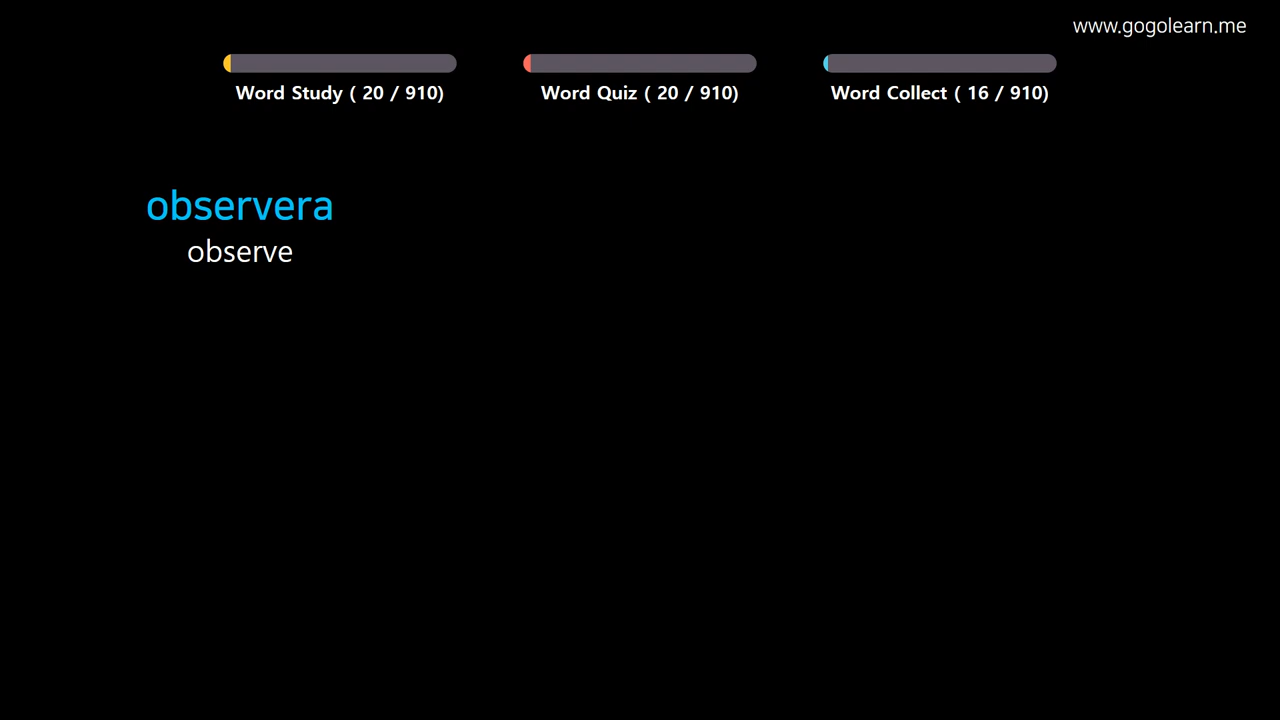 www.gogolearn.me
Word Study ( 20 / 910)
Word Quiz ( 20 / 910)
Word Collect ( 16 / 910)
observera
observe